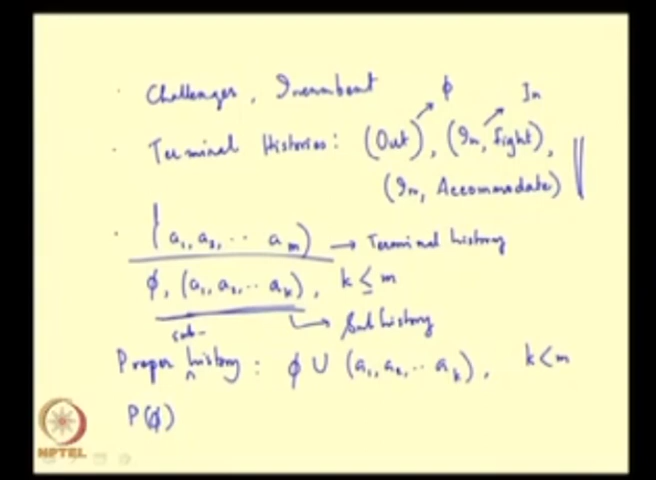 Challenger, Incumbent
φ In
Terminal Histories: (Out), (In, Fight),
(In, Accommodate)
(a₁, a₂, ·· aₘ) → Terminal history
φ, (a₁, a₂, ·· aₖ), k ≤ m
→ Sub history
sub-
Proper ^ history: φ ∪ (a₁, a₂, ·· aₖ), k < m
P(φ)
NPTEL